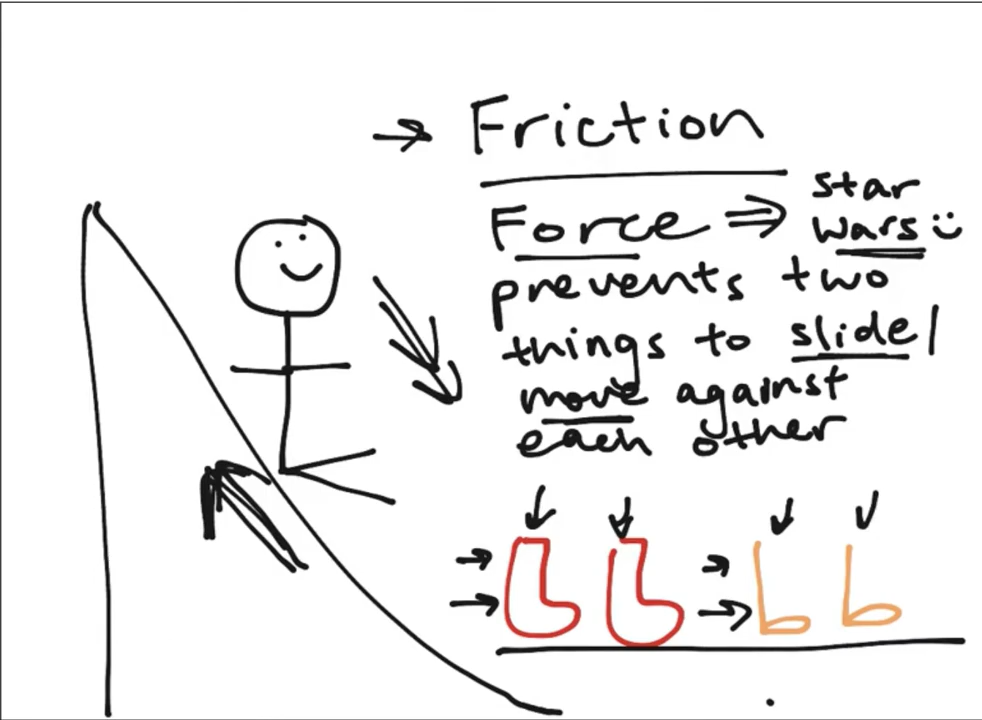 → Friction
Force ⇒ star wars :)
prevents two
things to slide/
move against
each other